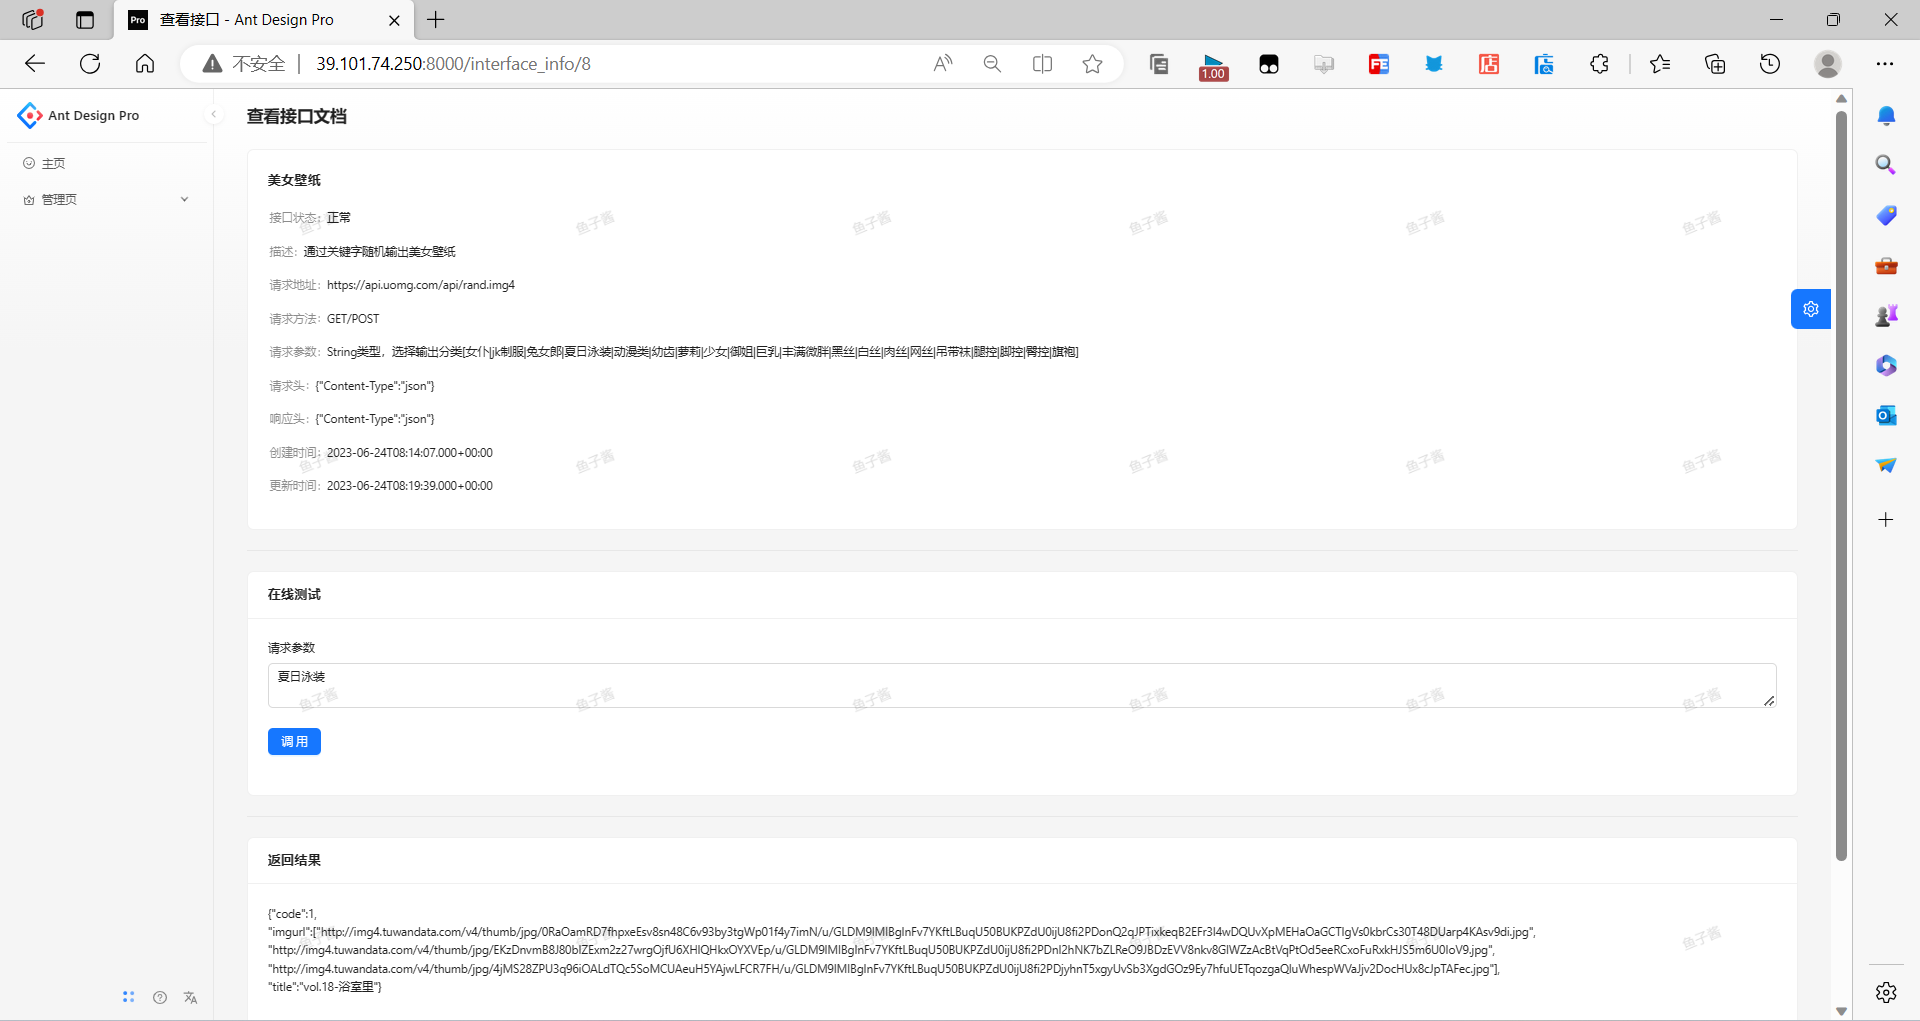 查看接口 - Ant Design Pro
不安全
39.101.74.250:8000/interface_info/8
1.00
FE
店
Ant Design Pro
主页
管理页
查看接口文档
美女壁纸
接口状态: 正常
描述: 通过关键字随机输出美女壁纸
请求地址: https://api.uomg.com/api/rand.img4
请求方法: GET/POST
请求参数: String类型，选择输出分类[女仆|jk制服|兔女郎|夏日泳装|动漫类|幼齿|萝莉|少女|御姐|巨乳|丰满微胖|黑丝|白丝|肉丝|网丝|吊带袜|腿控|脚控|臀控|旗袍]
请求头: {"Content-Type":"json"}
响应头: {"Content-Type":"json"}
创建时间: 2023-06-24T08:14:07.000+00:00
更新时间: 2023-06-24T08:19:39.000+00:00
在线测试
请求参数
夏日泳装
调 用
返回结果
{"code":1,
"imgurl":["http://img4.tuwandata.com/v4/thumb/jpg/
"http://img4.tuwandata.com/v4/thumb/jpg/
"http://img4.tuwandata.com/v4/thumb/jpg/
"title":"vol.18-浴室里"}
鱼子酱